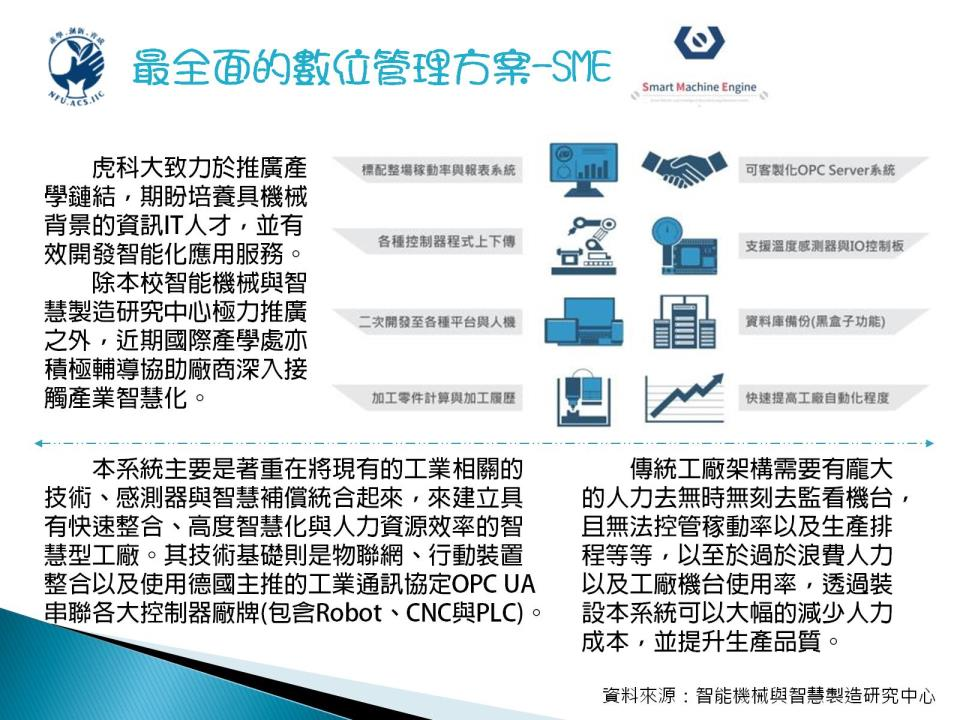 產學．創新．育成
NFU.ACS.IIC
最全面的數位管理方案-SME
Smart Machine Engine
虎科大致力於推廣產
學鏈結，期盼培養具機械
背景的資訊IT人才，並有
效開發智能化應用服務。
除本校智能機械與智
慧製造研究中心極力推廣
之外，近期國際產學處亦
積極輔導協助廠商深入接
觸產業智慧化。
標配整場稼動率與報表系統
可客製化OPC Server系統
各種控制器程式上下傳
支援溫度感測器與IO控制板
二次開發至各種平台與人機
資料庫備份(黑盒子功能)
加工零件計算與加工履歷
快速提高工廠自動化程度
本系統主要是著重在將現有的工業相關的
技術、感測器與智慧補償統合起來，來建立具
有快速整合、高度智慧化與人力資源效率的智
慧型工廠。其技術基礎則是物聯網、行動裝置
整合以及使用德國主推的工業通訊協定OPC UA
串聯各大控制器廠牌(包含Robot、CNC與PLC)。
傳統工廠架構需要有龐大
的人力去無時無刻去監看機台，
且無法控管稼動率以及生產排
程等等，以至於過於浪費人力
以及工廠機台使用率，透過裝
設本系統可以大幅的減少人力
成本，並提升生產品質。
資料來源：智能機械與智慧製造研究中心